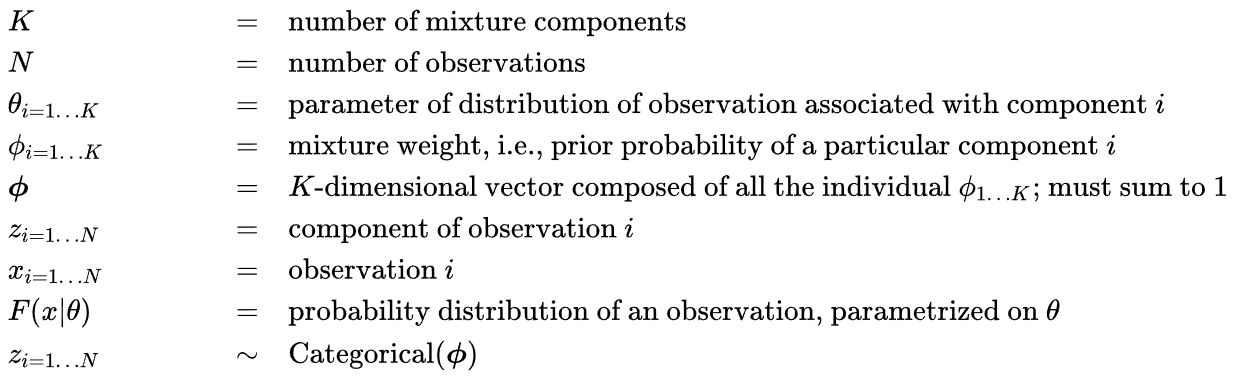 K = number of mixture components
N = number of observations
θ_{i=1…K} = parameter of distribution of observation associated with component i
ϕ_{i=1…K} = mixture weight, i.e., prior probability of a particular component i
𝝓 = K-dimensional vector composed of all the individual ϕ_{1…K}; must sum to 1
z_{i=1…N} = component of observation i
x_{i=1…N} = observation i
F(x|θ) = probability distribution of an observation, parametrized on θ
z_{i=1…N} ∼ Categorical(𝝓)